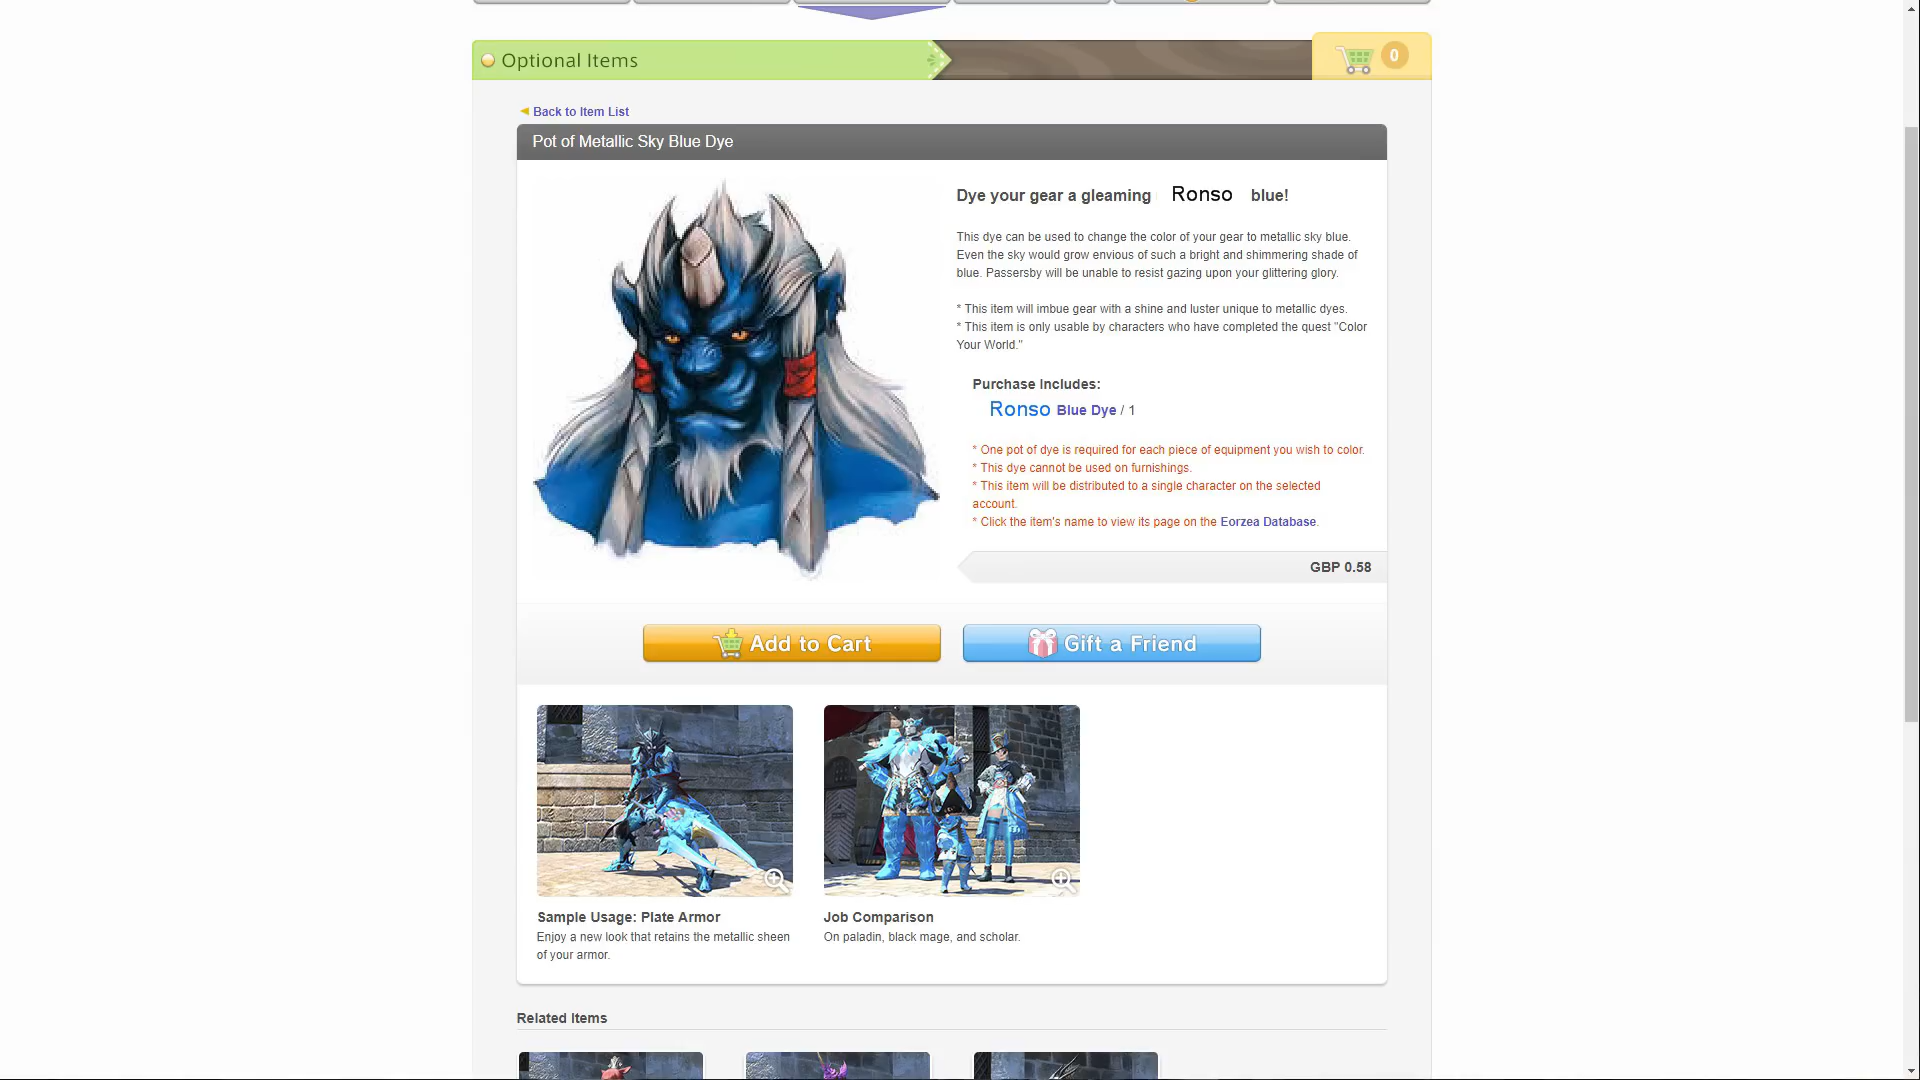 Optional Items
0
Back to Item List
Pot of Metallic Sky Blue Dye
Dye your gear a gleaming Ronso blue!
This dye can be used to change the color of your gear to metallic sky blue.
Even the sky would grow envious of such a bright and shimmering shade of
blue. Passersby will be unable to resist gazing upon your glittering glory.
* This item will imbue gear with a shine and luster unique to metallic dyes.
* This item is only usable by characters who have completed the quest "Color
Your World."
Purchase Includes:
Ronso Blue Dye / 1
* One pot of dye is required for each piece of equipment you wish to color.
* This dye cannot be used on furnishings.
* This item will be distributed to a single character on the selected
account.
* Click the item's name to view its page on the Eorzea Database.
GBP 0.58
Add to Cart
Gift a Friend
Sample Usage: Plate Armor
Enjoy a new look that retains the metallic sheen
of your armor.
Job Comparison
On paladin, black mage, and scholar.
Related Items